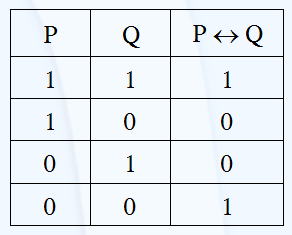 P Q P ↔ Q
1 1 1
1 0 0
0 1 0
0 0 1